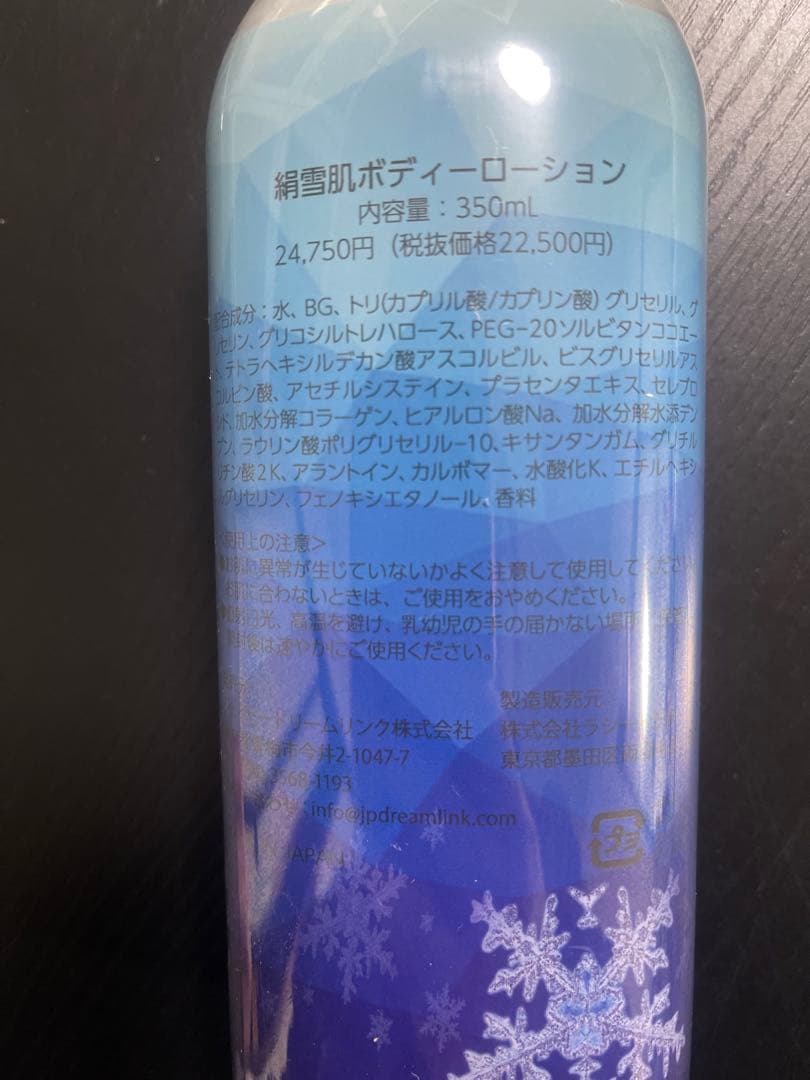 絹雪肌ボディーローション
内容量：350mL
24,750円（税抜価格22,500円）
配合成分：水、BG、トリ(カプリル酸/カプリン酸) グリセリル、グ
リセリン、グリコシルトレハロース、PEG-20ソルビタンココエー
ト、テトラヘキシルデカン酸アスコルビル、ビスグリセリルアス
コルビン酸、アセチルシステイン、プラセンタエキス、セレブロ
シド、加水分解コラーゲン、ヒアルロン酸Na、加水分解水添デン
プン、ラウリン酸ポリグリセリル-10、キサンタンガム、グリチル
リチン酸2K、アラントイン、カルボマー、水酸化K、エチルヘキシ
ルグリセリン、フェノキシエタノール、香料
使用上の注意＞
異常が生じていないかよく注意して使用してください
に合わないときは、ご使用をおやめください。
日光、高温を避け、乳幼児の手の届かない場所
後は速やかにご使用ください。
ドリームリンク株式会社
市今井2-1047-7
3568-1193
わせ：info@jpdreamlink.com
JAPAN
製造販売元
株式会社ラシ
東京都墨田区
プラ